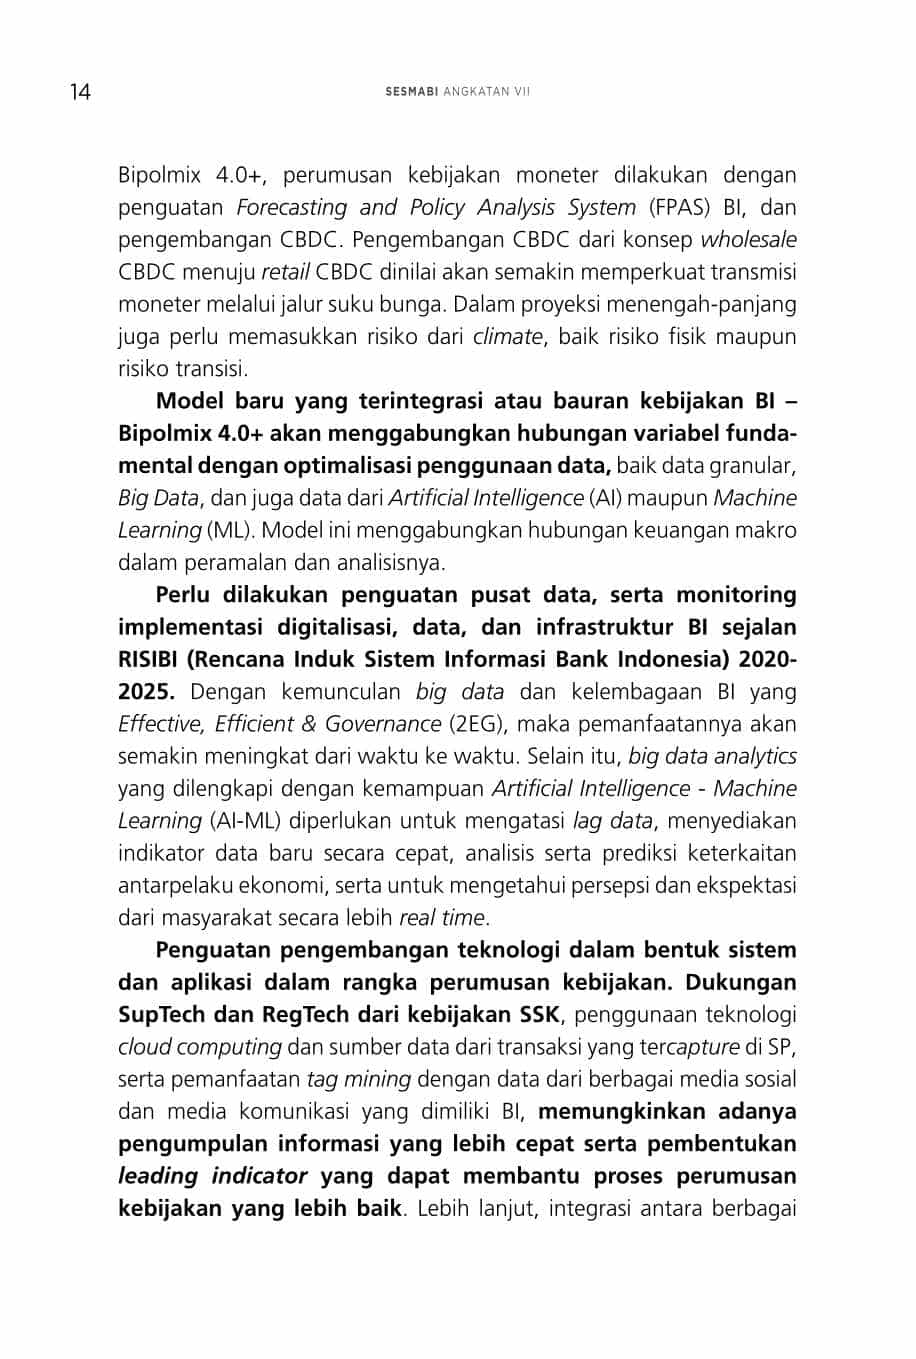 14
SESMABI ANGKATAN VII
Bipolmix 4.0+, perumusan kebijakan moneter dilakukan dengan
penguatan Forecasting and Policy Analysis System (FPAS) BI, dan
pengembangan CBDC. Pengembangan CBDC dari konsep wholesale
CBDC menuju retail CBDC dinilai akan semakin memperkuat transmisi
moneter melalui jalur suku bunga. Dalam proyeksi menengah-panjang
juga perlu memasukkan risiko dari climate, baik risiko fisik maupun
risiko transisi.
Model baru yang terintegrasi atau bauran kebijakan BI –
Bipolmix 4.0+ akan menggabungkan hubungan variabel funda-
mental dengan optimalisasi penggunaan data, baik data granular,
Big Data, dan juga data dari Artificial Intelligence (AI) maupun Machine
Learning (ML). Model ini menggabungkan hubungan keuangan makro
dalam peramalan dan analisisnya.
Perlu dilakukan penguatan pusat data, serta monitoring
implementasi digitalisasi, data, dan infrastruktur BI sejalan
RISIBI (Rencana Induk Sistem Informasi Bank Indonesia) 2020-
2025. Dengan kemunculan big data dan kelembagaan BI yang
Effective, Efficient & Governance (2EG), maka pemanfaatannya akan
semakin meningkat dari waktu ke waktu. Selain itu, big data analytics
yang dilengkapi dengan kemampuan Artificial Intelligence - Machine
Learning (AI-ML) diperlukan untuk mengatasi lag data, menyediakan
indikator data baru secara cepat, analisis serta prediksi keterkaitan
antarpelaku ekonomi, serta untuk mengetahui persepsi dan ekspektasi
dari masyarakat secara lebih real time.
Penguatan pengembangan teknologi dalam bentuk sistem
dan aplikasi dalam rangka perumusan kebijakan. Dukungan
SupTech dan RegTech dari kebijakan SSK, penggunaan teknologi
cloud computing dan sumber data dari transaksi yang tercapture di SP,
serta pemanfaatan tag mining dengan data dari berbagai media sosial
dan media komunikasi yang dimiliki BI, memungkinkan adanya
pengumpulan informasi yang lebih cepat serta pembentukan
leading indicator yang dapat membantu proses perumusan
kebijakan yang lebih baik. Lebih lanjut, integrasi antara berbagai